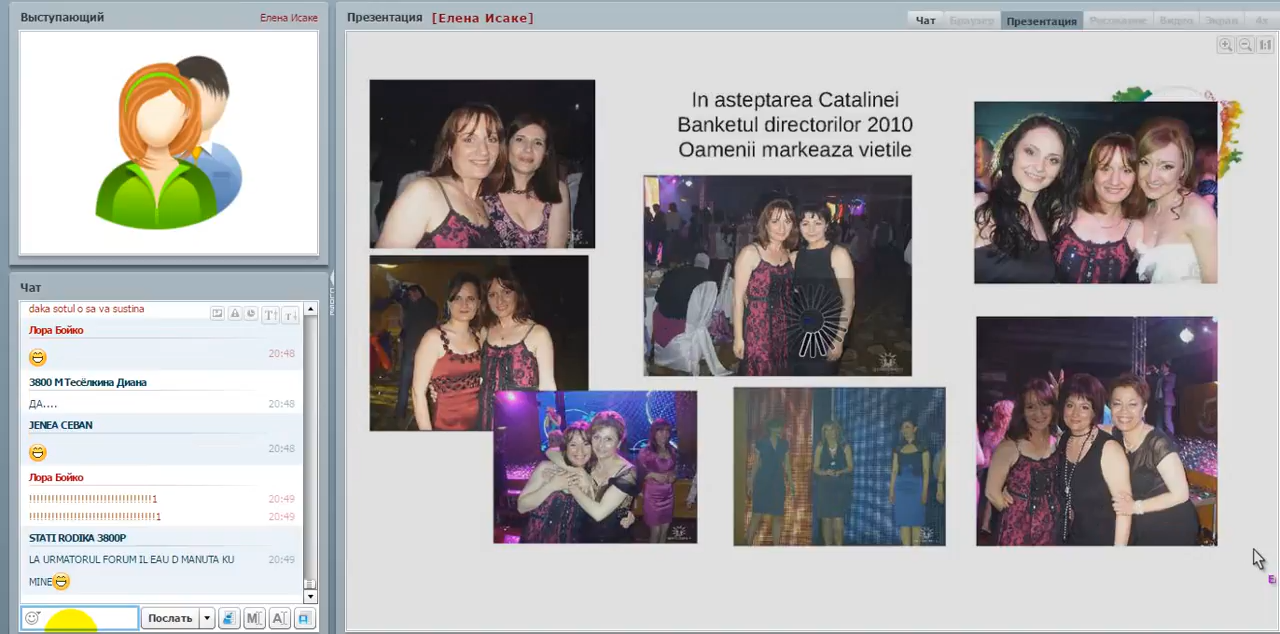 Выступающий
Елена Исаке
Презентация [Елена Исаке]
Чат
Браузер
Презентация
Рисование
Видео
Экран
4x
In asteptarea Catalinei
Banketul directorilor 2010
Oamenii markeaza vietile
Чат
daka sotul o sa va sustina
Лора Бойко
20:48
3800 М Тесёлкина Диана
ДА.... 20:48
JENEA CEBAN
20:48
Лора Бойко
!!!!!!!!!!!!!!!!!!!!!!!!!!!!!!!!!1 20:49
!!!!!!!!!!!!!!!!!!!!!!!!!!!!!!!!!!1 20:49
STATI RODIKA 3800P
LA URMATORUL FORUM IL EAU D MANUTA KU 20:49
MINE
Послать